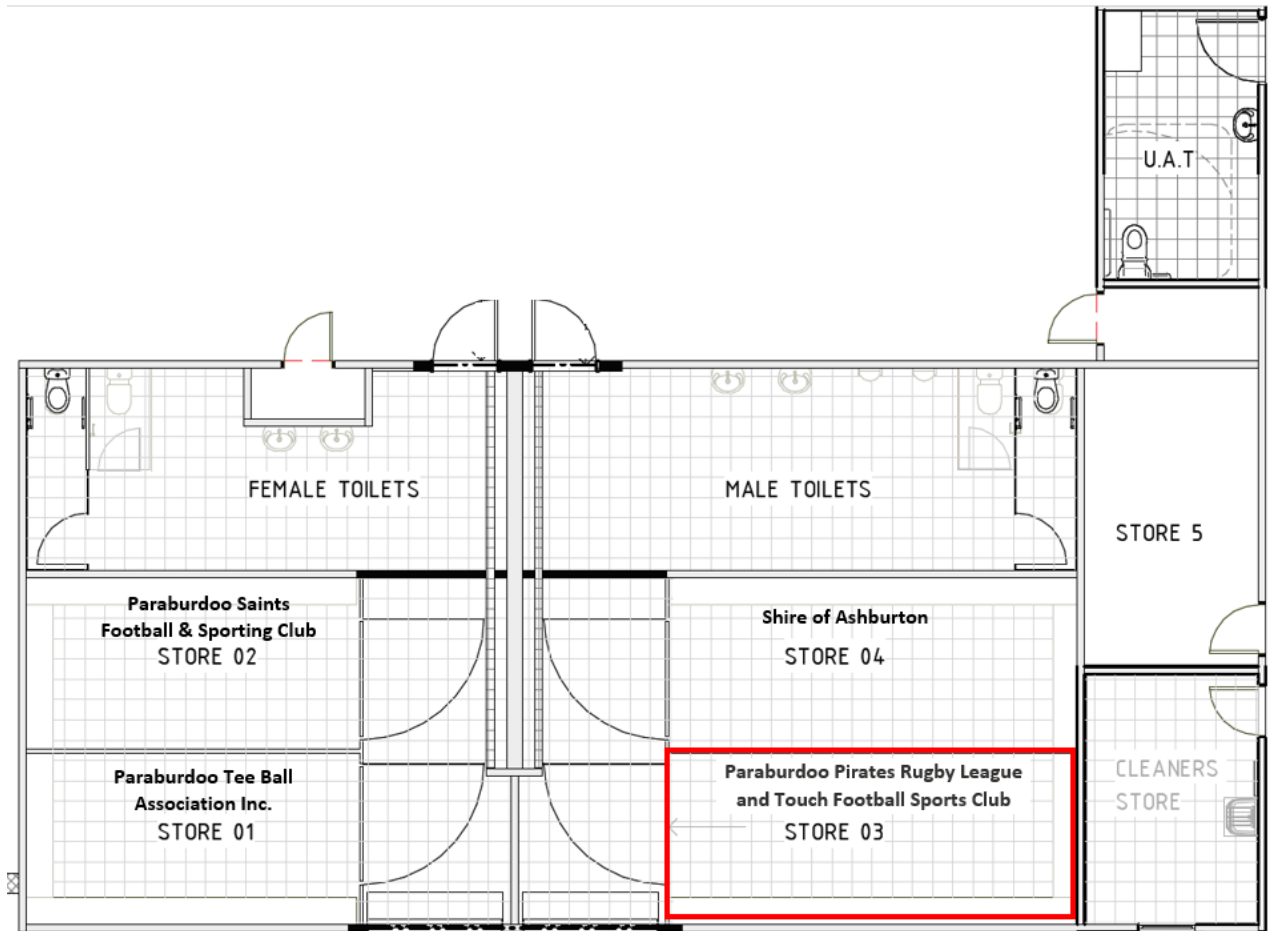 U.A.T
FEMALE TOILETS
MALE TOILETS
STORE 5
Paraburdoo Saints
Football & Sporting Club
STORE 02
Shire of Ashburton
STORE 04
Paraburdoo Tee Ball
Association Inc.
STORE 01
Paraburdoo Pirates Rugby League
and Touch Football Sports Club
STORE 03
CLEANERS
STORE